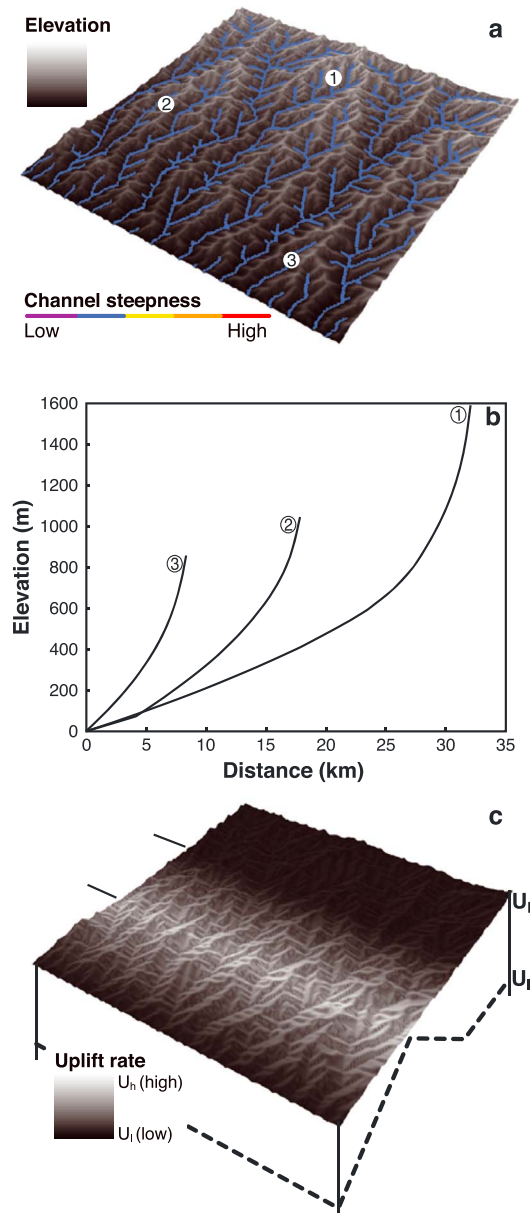 Elevation
a
1
2
3
Channel steepness
Low High
b
1600
1400
1200
1000
800
600
400
200
0
Elevation (m)
①
②
③
0 5 10 15 20 25 30 35
Distance (km)
c
U
U
Uplift rate
Uₕ (high)
Uₗ (low)